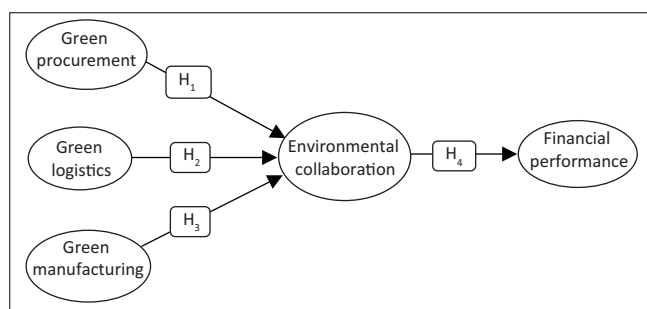 Green
procurement
H₁
Green
logistics
H₂
Environmental
collaboration
H₄
Financial
performance
H₃
Green
manufacturing